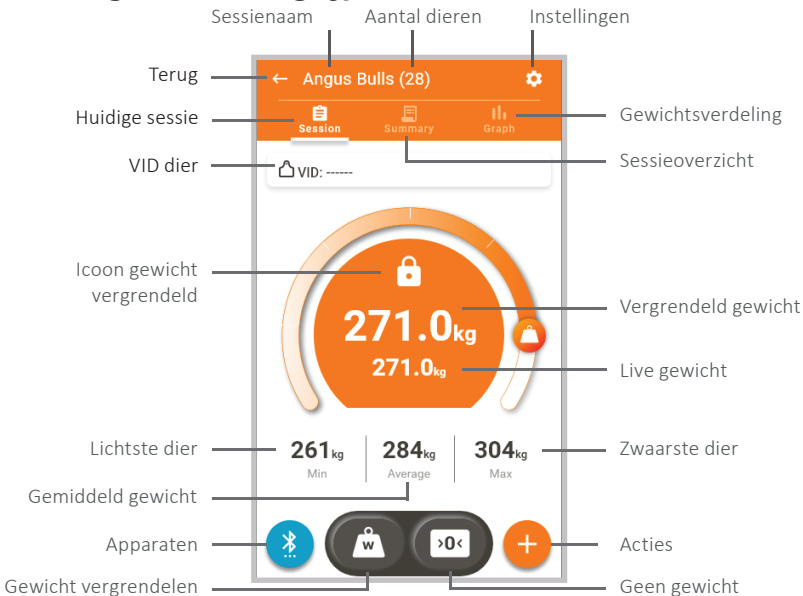 Sessienaam
Aantal dieren
Instellingen
Terug
Angus Bulls (28)
Huidige sessie
Session
Summary
Graph
Gewichtsverdeling
Sessieoverzicht
VID dier
VID: ------
Icoon gewicht
vergrendeld
271.0kg
Vergrendeld gewicht
271.0kg
Live gewicht
Lichtste dier
261kg
284kg
304kg
Zwaarste dier
Min
Average
Max
Gemiddeld gewicht
Apparaten
W
>0<
Acties
Gewicht vergrendelen
Geen gewicht